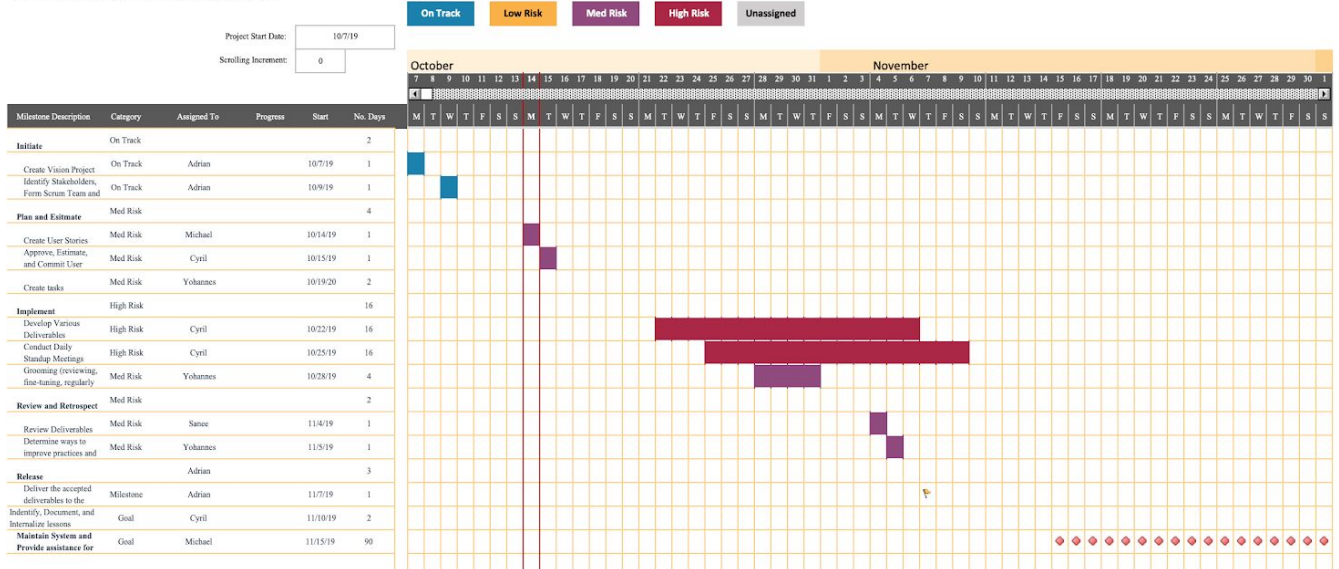 On Track Low Risk Med Risk High Risk Unassigned
Project Start Date: 10/7/19
Scrolling Increment: 0
October November
7 8 9 10 11 12 13 14 15 16 17 18 19 20 21 22 23 24 25 26 27 28 29 30 31 1 2 3 4 5 6 7 8 9 10 11 12 13 14 15 16 17 18 19 20 21 22 23 24 25 26 27 28 29 30 1
Milestone Description Category Assigned To Progress Start No. Days M T W T F S S M T W T F S S M T W T F S S M T W T F S S M T W T F S S M T W T F S S M T W T F S S M T W T F S S
Initiate On Track 2
Create Vision Project On Track Adrian 10/7/19 1
Identify Stakeholders,
Form Scrum Team and On Track Adrian 10/9/19 1
Plan and Esitmate Med Risk 4
Create User Stories Med Risk Michael 10/14/19 1
Approve, Estimate,
and Commit User Med Risk Cyril 10/15/19 1
Create tasks Med Risk Yohannes 10/19/20 2
Implement High Risk 16
Develop Various
Deliverables High Risk Cyril 10/22/19 16
Conduct Daily
Standup Meetings High Risk Cyril 10/25/19 16
Grooming (reviewing,
fine-tuning, regularly Med Risk Yohannes 10/28/19 4
Review and Retrospect Med Risk 2
Review Deliverables Med Risk Sanee 11/4/19 1
Determine ways to
improve practices and Med Risk Yohannes 11/5/19 1
Release Adrian 3
Deliver the accepted
deliverables to the Milestone Adrian 11/7/19 1
Indentify, Document, and
Internalize lessons Goal Cyril 11/10/19 2
Maintain System and
Provide assistance for Goal Michael 11/15/19 90